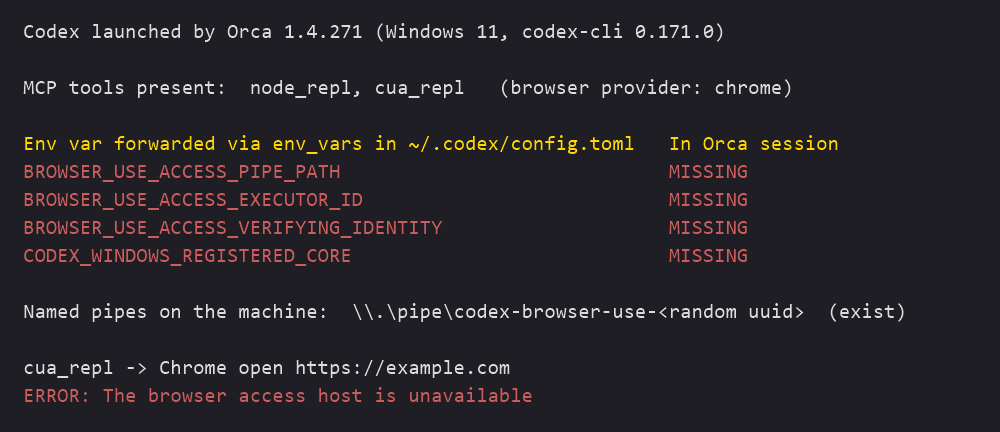 Codex launched by Orca 1.4.271 (Windows 11, codex-cli 0.171.0)
MCP tools present:  node_repl, cua_repl   (browser provider: chrome)
Env var forwarded via env_vars in ~/.codex/config.toml   In Orca session
BROWSER_USE_ACCESS_PIPE_PATH                             MISSING
BROWSER_USE_ACCESS_EXECUTOR_ID                           MISSING
BROWSER_USE_ACCESS_VERIFYING_IDENTITY                    MISSING
CODEX_WINDOWS_REGISTERED_CORE                            MISSING
Named pipes on the machine:  \\.\pipe\codex-browser-use-<random uuid>  (exist)
cua_repl -> Chrome open https://example.com
ERROR: The browser access host is unavailable